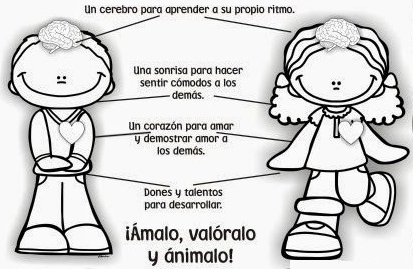 Un cerebro para aprender a su propio ritmo.
Una sonrisa para hacer
sentir cómodos a los
demás.
Un corazón para amar
y demostrar amor a
los demás.
Dones y talentos
para desarrollar.
¡Ámalo, valóralo
y ánimalo!